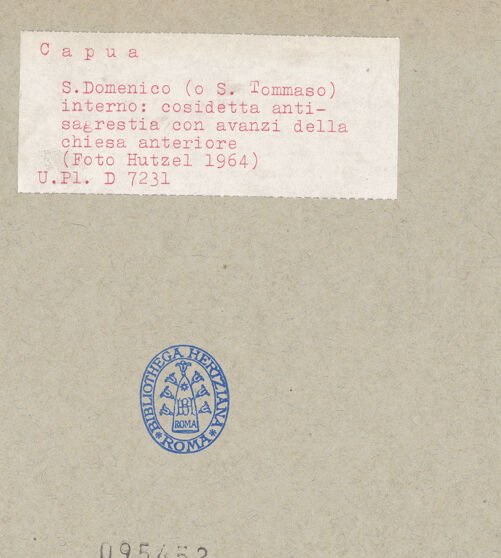 C a p u a
S.Domenico (o S. Tommaso)
interno: cosidetta anti-
sagrestia con avanzi della
chiesa anteriore
(Foto Hutzel 1964)
U.Pl. D 7231
BIBLIOTHECA HERTZIANA
BH
ROMA
* ROMA *